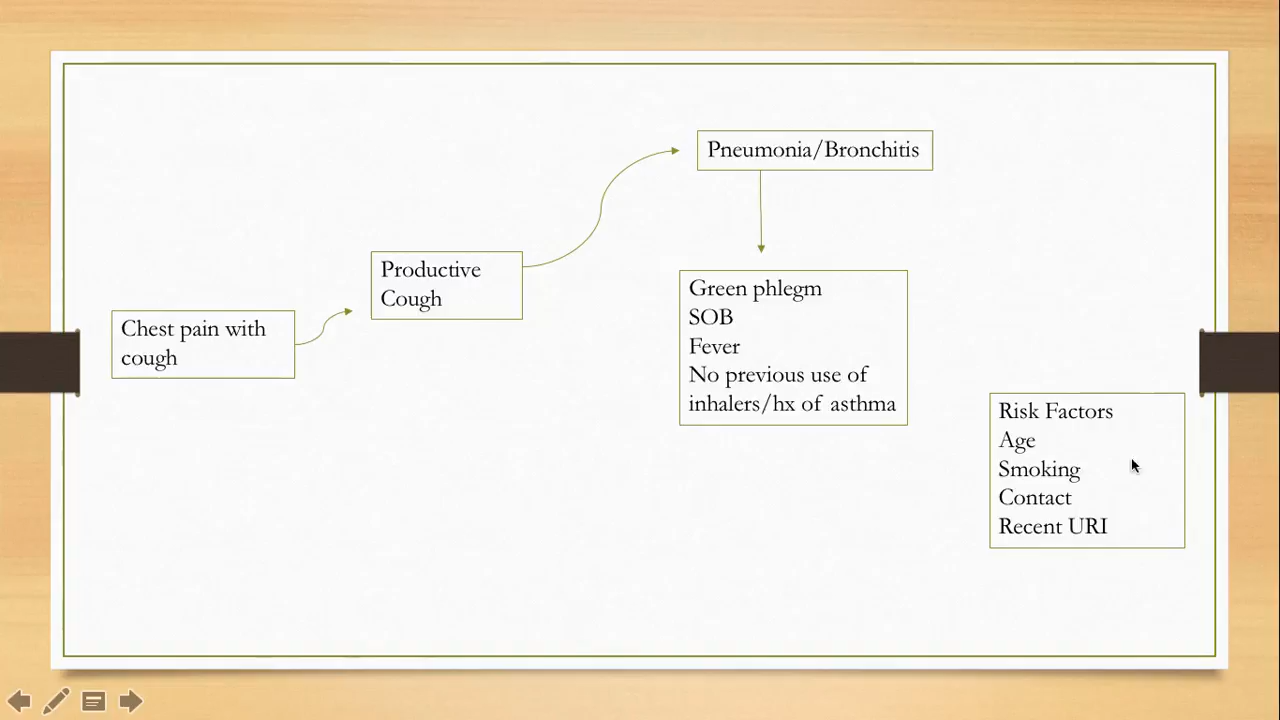 Pneumonia/Bronchitis
Productive
Cough
Chest pain with
cough
Green phlegm
SOB
Fever
No previous use of
inhalers/hx of asthma
Risk Factors
Age
Smoking
Contact
Recent URI